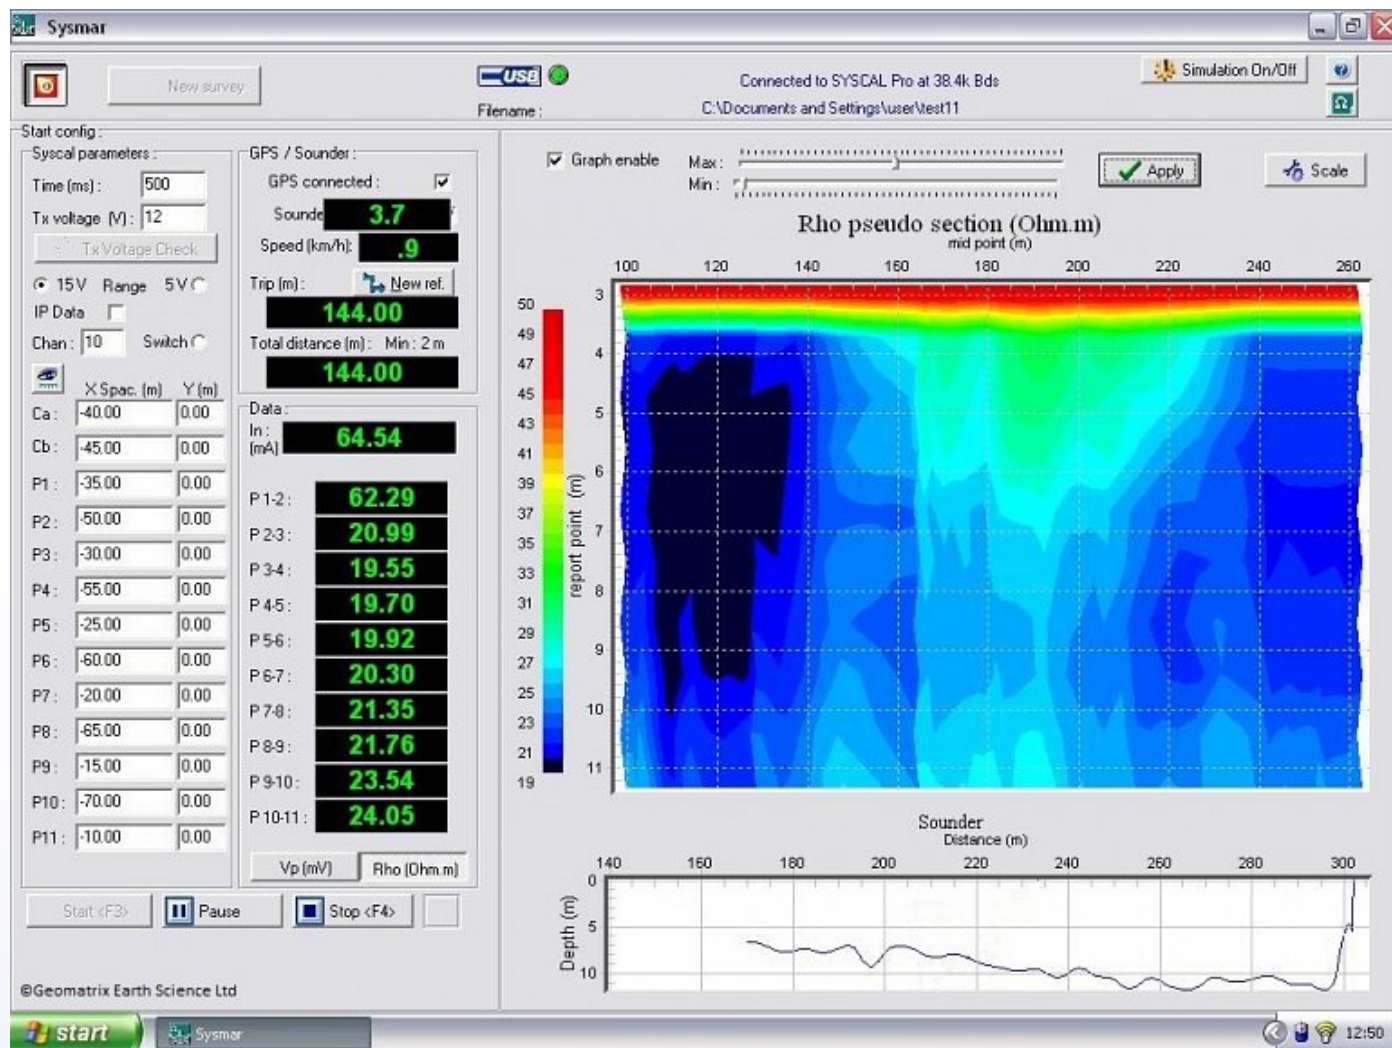 Sysmar
New survey
USB
Filename :
Connected to SYSCAL Pro at 38.4k Bds
C:\Documents and Settings\user\test11
Simulation On/Off
Start config :
Syscal parameters :
Time (ms) : 500
Tx voltage (V) : 12
Tx Voltage Check
15 V Range 5 V
IP Data
Chan : 10 Switch
X Spac. (m) Y (m)
Ca : -40.00 0.00
Cb : -45.00 0.00
P1 : -35.00 0.00
P2 : -50.00 0.00
P3 : -30.00 0.00
P4 : -55.00 0.00
P5 : -25.00 0.00
P6 : -60.00 0.00
P7 : -20.00 0.00
P8 : -65.00 0.00
P9 : -15.00 0.00
P10 : -70.00 0.00
P11 : -10.00 0.00
GPS / Sounder :
GPS connected :
Sounde 3.7
Speed (km/h): .9
Trip (m) : New ref.
144.00
Total distance (m) : Min : 2 m
144.00
Data :
In : (mA) 64.54
P 1-2 : 62.29
P 2-3 : 20.99
P 3-4 : 19.55
P 4-5 : 19.70
P 5-6 : 19.92
P 6-7 : 20.30
P 7-8 : 21.35
P 8-9 : 21.76
P 9-10 : 23.54
P 10-11 : 24.05
Vp (mV) Rho (Ohm.m)
Start <F3> Pause Stop <F4>
©Geomatrix Earth Science Ltd
Graph enable
Max :
Min :
Apply
Scale
Rho pseudo section (Ohm.m)
mid point (m)
100 120 140 160 180 200 220 240 260
50
49
47
45
43
41
39
37
35
33
31
29
27
25
23
21
19
report point (m)
3
4
5
6
7
8
9
10
11
Sounder
Distance (m)
140 160 180 200 220 240 260 280 300
Depth (m)
0
5
10
start
Sysmar
12:50